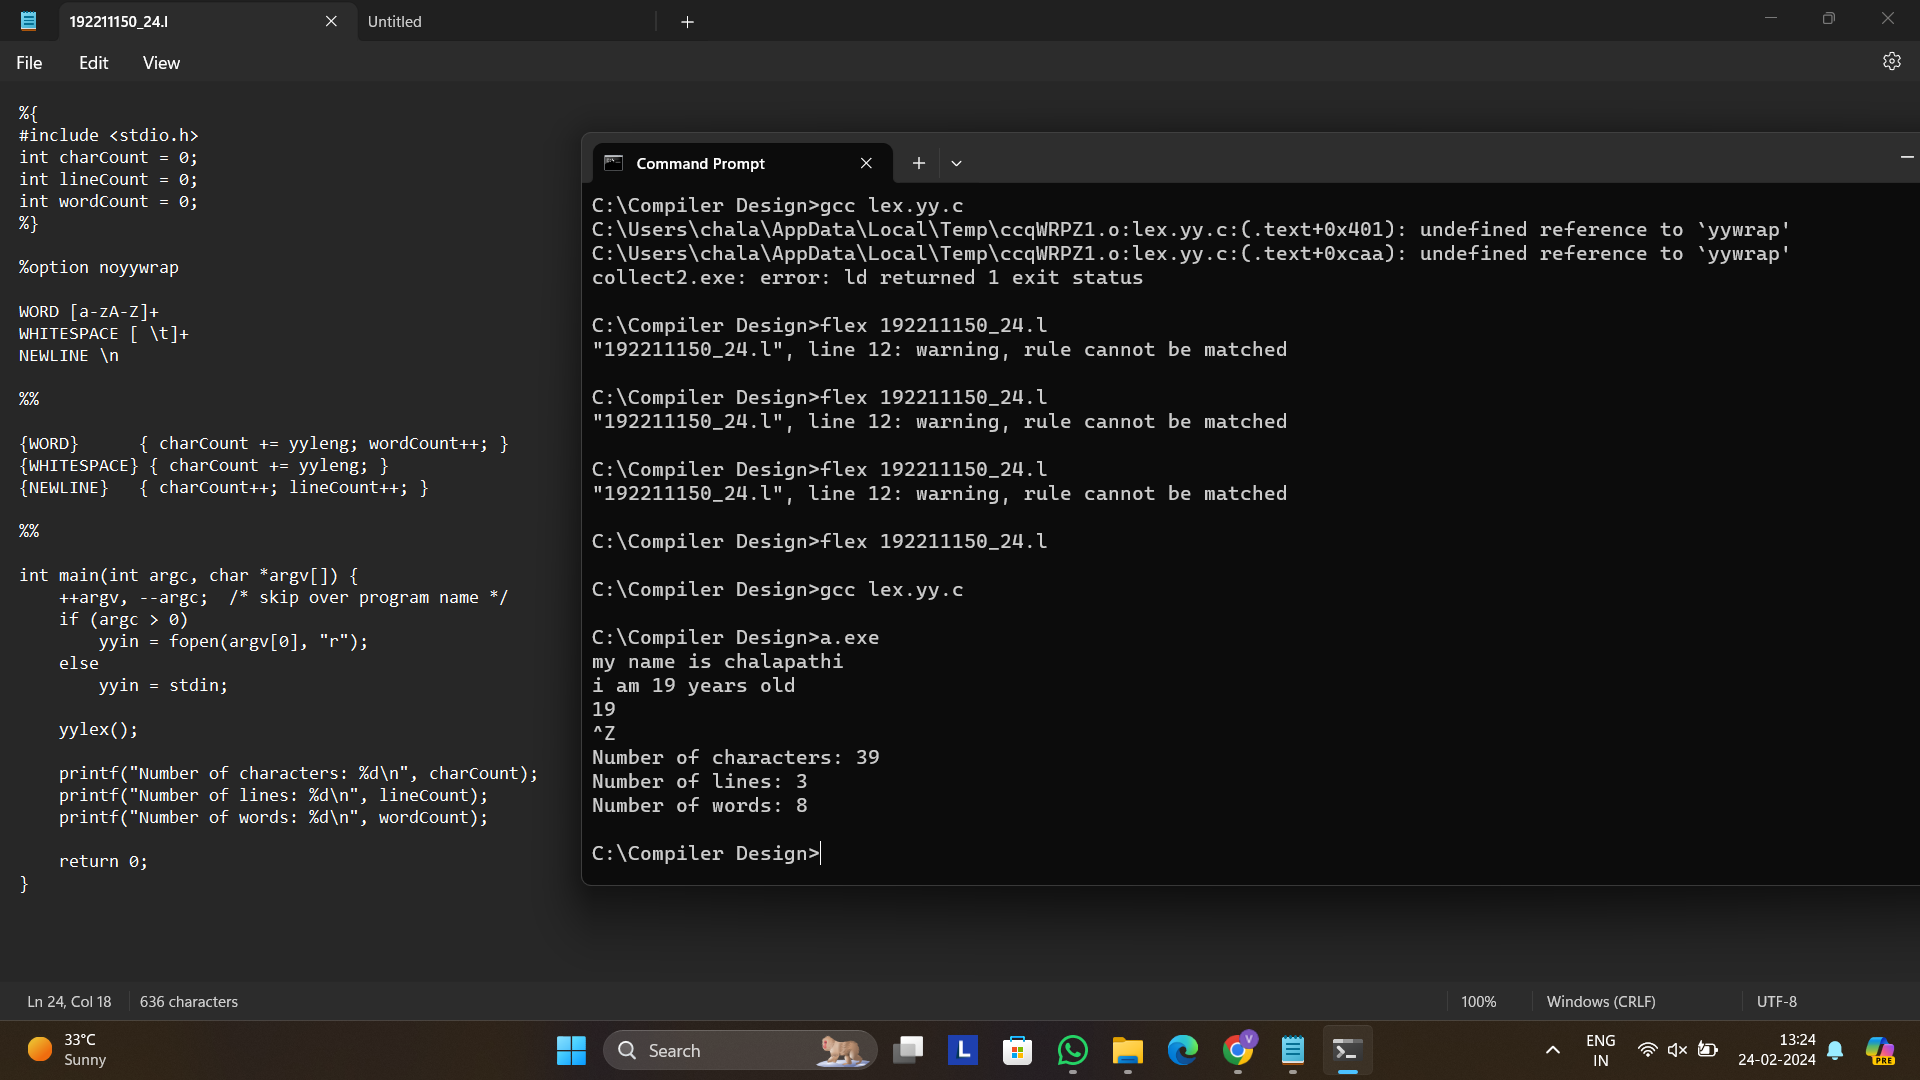 192211150_24.l
Untitled
File Edit View
%{
#include <stdio.h>
int charCount = 0;
int lineCount = 0;
int wordCount = 0;
%}
%option noyywrap
WORD [a-zA-Z]+
WHITESPACE [ \t]+
NEWLINE \n
%%
{WORD}      { charCount += yyleng; wordCount++; }
{WHITESPACE} { charCount += yyleng; }
{NEWLINE}   { charCount++; lineCount++; }
%%
int main(int argc, char *argv[]) {
    ++argv, --argc;  /* skip over program name */
    if (argc > 0)
        yyin = fopen(argv[0], "r");
    else
        yyin = stdin;
    yylex();
    printf("Number of characters: %d\n", charCount);
    printf("Number of lines: %d\n", lineCount);
    printf("Number of words: %d\n", wordCount);
    return 0;
}
Command Prompt
C:\Compiler Design>gcc lex.yy.c
C:\Users\chala\AppData\Local\Temp\ccqWRPZ1.o:lex.yy.c:(.text+0x401): undefined reference to `yywrap'
C:\Users\chala\AppData\Local\Temp\ccqWRPZ1.o:lex.yy.c:(.text+0xcaa): undefined reference to `yywrap'
collect2.exe: error: ld returned 1 exit status
C:\Compiler Design>flex 192211150_24.l
"192211150_24.l", line 12: warning, rule cannot be matched
C:\Compiler Design>flex 192211150_24.l
"192211150_24.l", line 12: warning, rule cannot be matched
C:\Compiler Design>flex 192211150_24.l
"192211150_24.l", line 12: warning, rule cannot be matched
C:\Compiler Design>flex 192211150_24.l
C:\Compiler Design>gcc lex.yy.c
C:\Compiler Design>a.exe
my name is chalapathi
i am 19 years old
19
^Z
Number of characters: 39
Number of lines: 3
Number of words: 8
C:\Compiler Design>
Ln 24, Col 18
636 characters
100%
Windows (CRLF)
UTF-8
33°C
Sunny
Search
L
V
ENG
IN
13:24
24-02-2024
PRE